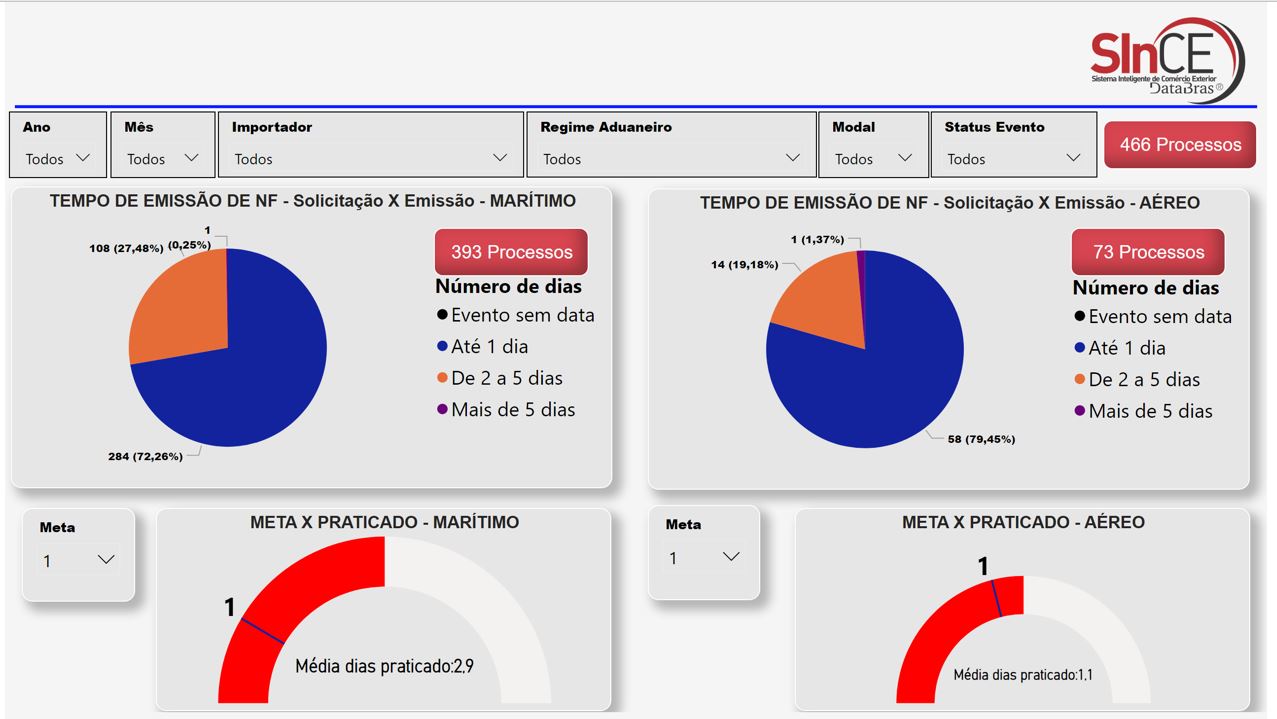 SInCE
Sistema Inteligente de Comércio Exterior
DataBras®
Ano
Todos
Mês
Todos
Importador
Todos
Regime Aduaneiro
Todos
Modal
Todos
Status Evento
Todos
466 Processos
TEMPO DE EMISSÃO DE NF - Solicitação X Emissão - MARÍTIMO
1
(0,25%)
108 (27,48%)
284 (72,26%)
393 Processos
Número de dias
Evento sem data
Até 1 dia
De 2 a 5 dias
Mais de 5 dias
TEMPO DE EMISSÃO DE NF - Solicitação X Emissão - AÉREO
1 (1,37%)
14 (19,18%)
58 (79,45%)
73 Processos
Número de dias
Evento sem data
Até 1 dia
De 2 a 5 dias
Mais de 5 dias
Meta
1
META X PRATICADO - MARÍTIMO
1
Média dias praticado:2,9
Meta
1
META X PRATICADO - AÉREO
1
Média dias praticado:1,1